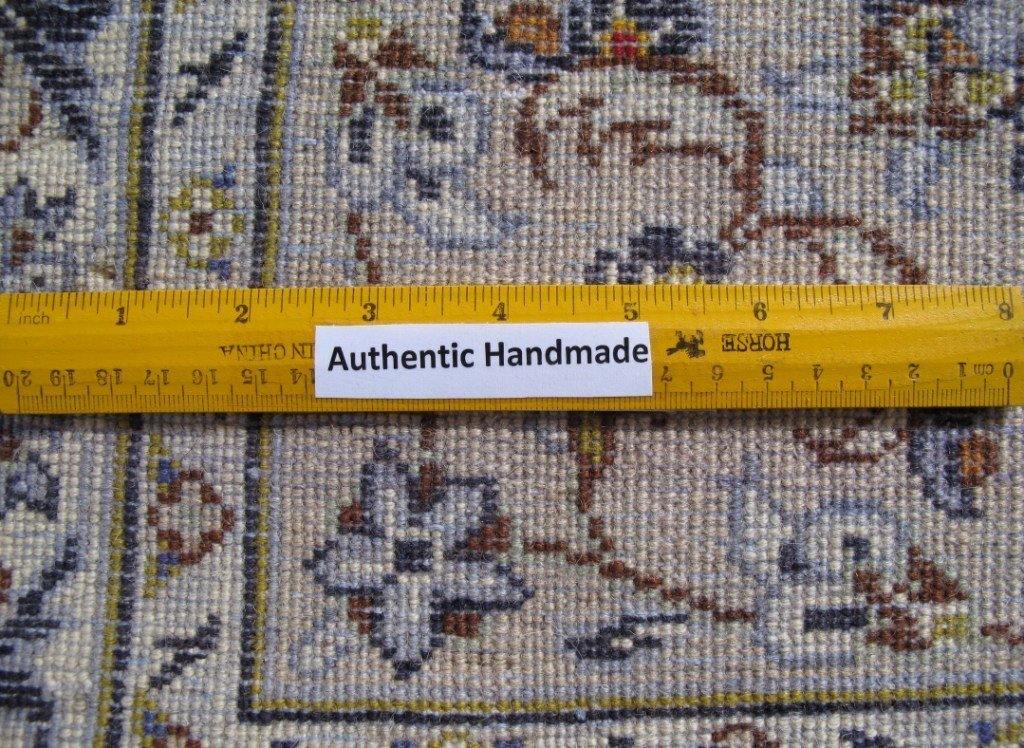 inch 1 2 3 4 5 6 7 8
Authentic Handmade
HORSE
IN CHINA
20 19 18 17 16 15 14 7 6 5 4 3 2 1 cm 0